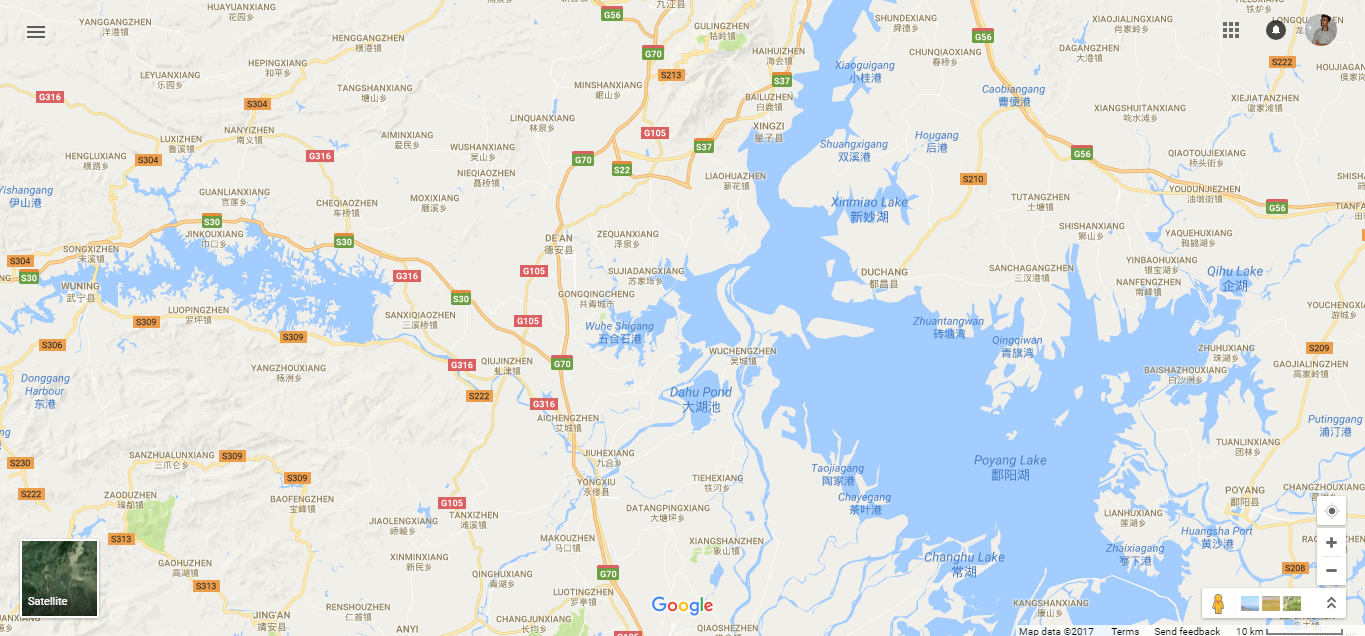 YANGGANGZHEN
洋港镇
HUAYUANXIANG
花园乡
G56
九江县
GULINGZHEN
牯岭镇
SHUNDEXIANG
舜德乡
G56
XIAOJIALINGXIANG
肖家岭乡
DAGANGZHEN
大港镇
HENGGANGZHEN
横港镇
G70
HAIHUIZHEN
海会镇
CHUNQIAOXIANG
春桥乡
S222
HEPINGXIANG
和平乡
LEYUANXIANG
乐园乡
S213
Xiaoguigang
小桂港
HOUJIAGANG
侯家岗
TANGSHANXIANG
塘山乡
MINSHANXIANG
岷山乡
S37
Caobiangang
曹便港
G316
S304
BAILUZHEN
白鹿镇
XIANGSHUITANXIANG
响水滩乡
XIEJIATANZHEN
谢家滩镇
LINQUANXIANG
林泉乡
XINGZI
星子县
NANYIZHEN
南义镇
LUXIZHEN
鲁溪镇
AIMINXIANG
爱民乡
G105
Hougang
后港
WUSHANXIANG
吴山乡
S37
Shuangxigang
双溪港
G56
QIAOTOUJIEXIANG
桥头街乡
HENGLUXIANG
横路乡
S304
G316
G70
S22
NIEQIAOZHEN
聂桥镇
LIAOHUAZHEN
蓼花镇
S210
Yishangang
伊山港
GUANLIANXIANG
官莲乡
CHEQIAOZHEN
车桥镇
MOXIXIANG
磨溪乡
Xinmiao Lake
新妙湖
TUTANGZHEN
土塘镇
YOUDUNJIEZHEN
油墩街镇
G56
S30
JINKOUXIANG
巾口乡
S30
DE'AN
德安县
ZEQUANXIANG
泽泉乡
SHISHANXIANG
狮山乡
YAQUEHUXIANG
鸦鹊湖乡
SONGXIZHEN
宋溪镇
S304
S30
G316
G105
SUJIADANGXIANG
苏家垱乡
DUCHANG
都昌县
SANCHAGANGZHEN
三汊港镇
YINBAOHUXIANG
银宝湖乡
Qihu Lake
企湖
WUNING
武宁县
NANFENGZHEN
南峰镇
S30
GONGQINGCHENG
共青城市
LUOPINGZHEN
罗坪镇
SANXIQIAOZHEN
三溪桥镇
YOUCHENGXIANG
游城乡
S309
G105
Wuhe Shigang
五合石港
Zhuantangwan
砖塘湾
S306
S309
Qingqiwan
青旗湾
S209
G316
QIUJINZHEN
虬津镇
G70
WUCHENGZHEN
吴城镇
ZHUHUXIANG
珠湖乡
YANGZHOUXIANG
杨洲乡
BAISHAZHOUXIANG
白沙洲乡
GAOJIALINGZHEN
高家岭镇
Donggang
Harbour
东港
S222
G316
Dahu Pond
大湖池
AICHENGZHEN
艾城镇
Putinggang
浦汀港
TUANLINXIANG
团林乡
S230
SANZHUALUNXIANG
三爪仑乡
S309
JIUHEXIANG
九合乡
Poyang Lake
鄱阳湖
S309
YONGXIU
永修县
TIEHEXIANG
铁河乡
Taojiagang
陶家港
S222
ZAODUZHEN
璪都镇
BAOFENGZHEN
宝峰镇
G105
Chayegang
茶叶港
POYANG
鄱阳县
DATANGPINGXIANG
大塘坪乡
TANXIZHEN
滩溪镇
JIAOLENGXIANG
LIANHUXIANG
莲湖乡
Huangsha Port
黄沙港
S313
MAKOUZHEN
马口镇
XIANGSHANZHEN
象山镇
Zhaixiagang
寨下港
GAOHUZHEN
高湖镇
XINMINXIANG
新民乡
Changhu Lake
常湖
QINGHUXIANG
青湖乡
G70
S208
S313
LUOTINGZHEN
罗亭镇
Satellite
Google
KANGSHANXIANG
康山乡
RENSHOUZHEN
仁首镇
JING'AN
靖安县
ANYI
CHANGJUNXIANG
长均乡
G105
QIAOSHEZHEN
Map data ©2017 Terms Send feedback 10 km